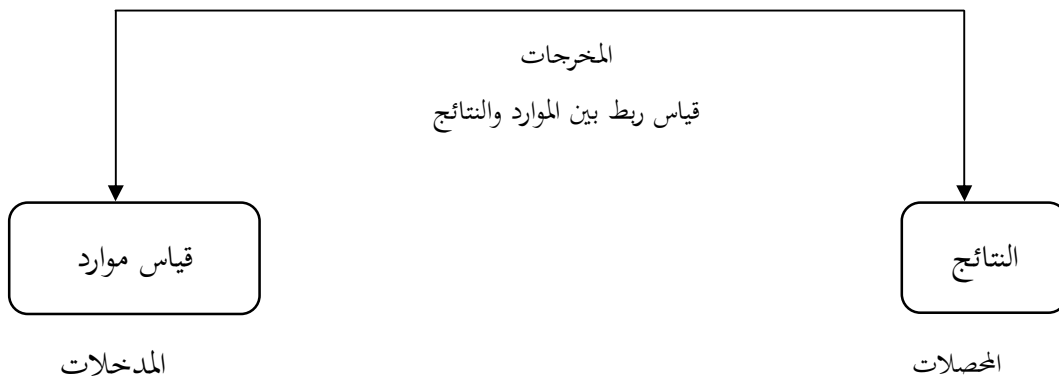 المخرجات
قياس ربط بين الموارد والنتائج
النتائج
قياس موارد
المحصلات
المدخلات